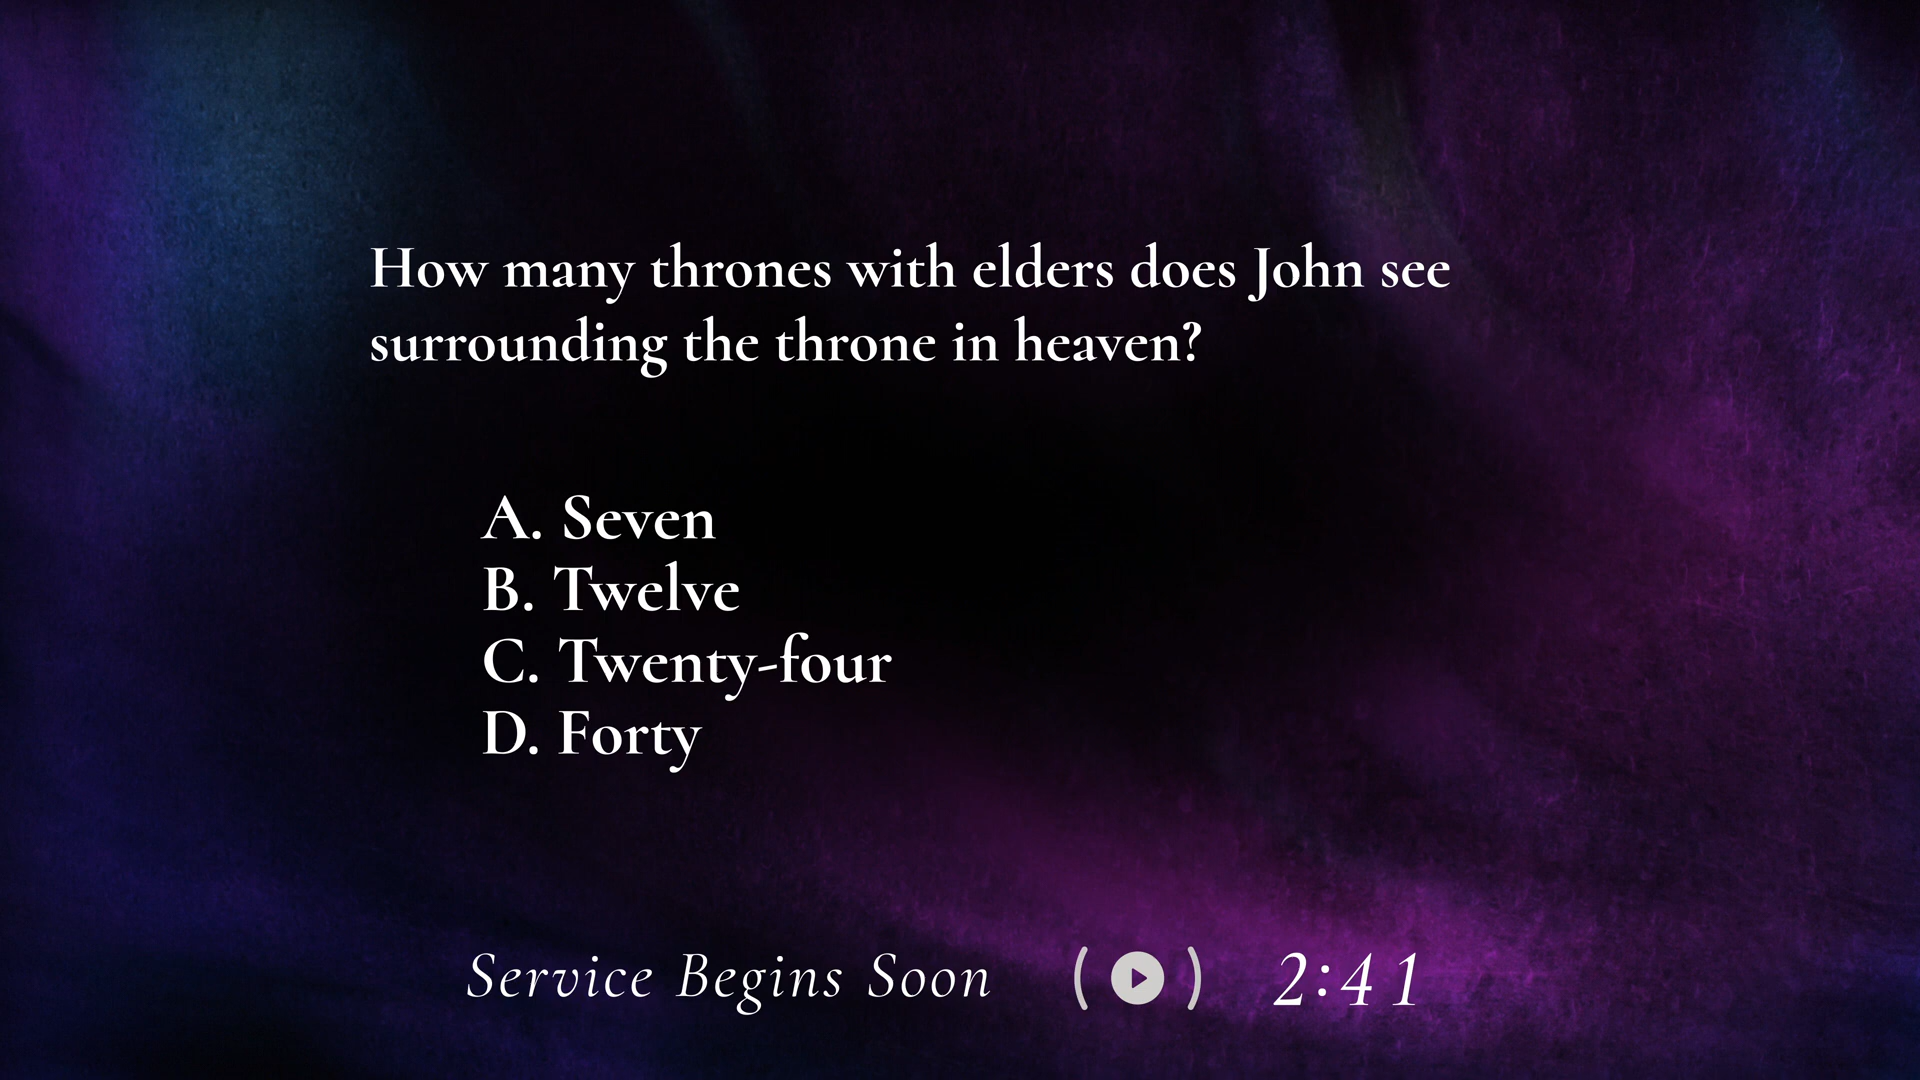 How many thrones with elders does John see
surrounding the throne in heaven?
A. Seven
B. Twelve
C. Twenty-four
D. Forty
Service Begins Soon
2:41